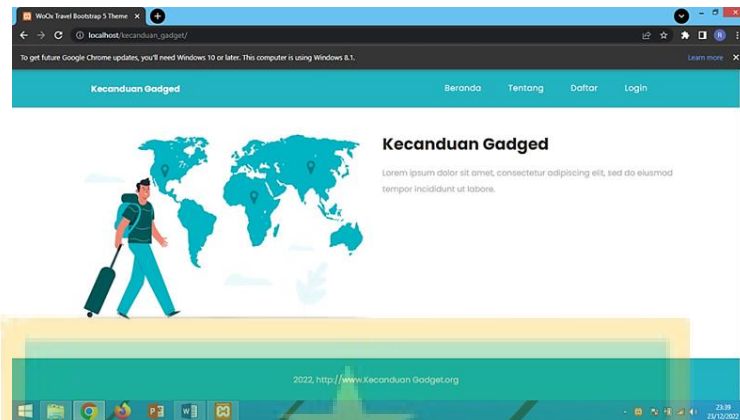 WoOx Travel Bootstrap 5 Theme
localhost/kecanduan_gadget/
To get future Google Chrome updates, you'll need Windows 10 or later. This computer is using Windows 8.1.
Learn more
Kecanduan Gadged
Beranda Tentang Daftar Login
Kecanduan Gadged
Lorem ipsum dolor sit amet, consectetur adipiscing elit, sed do eiusmod
tempor incididunt ut labore.
2022, http://www.Kecanduan Gadget.org
23:39
23/12/2022